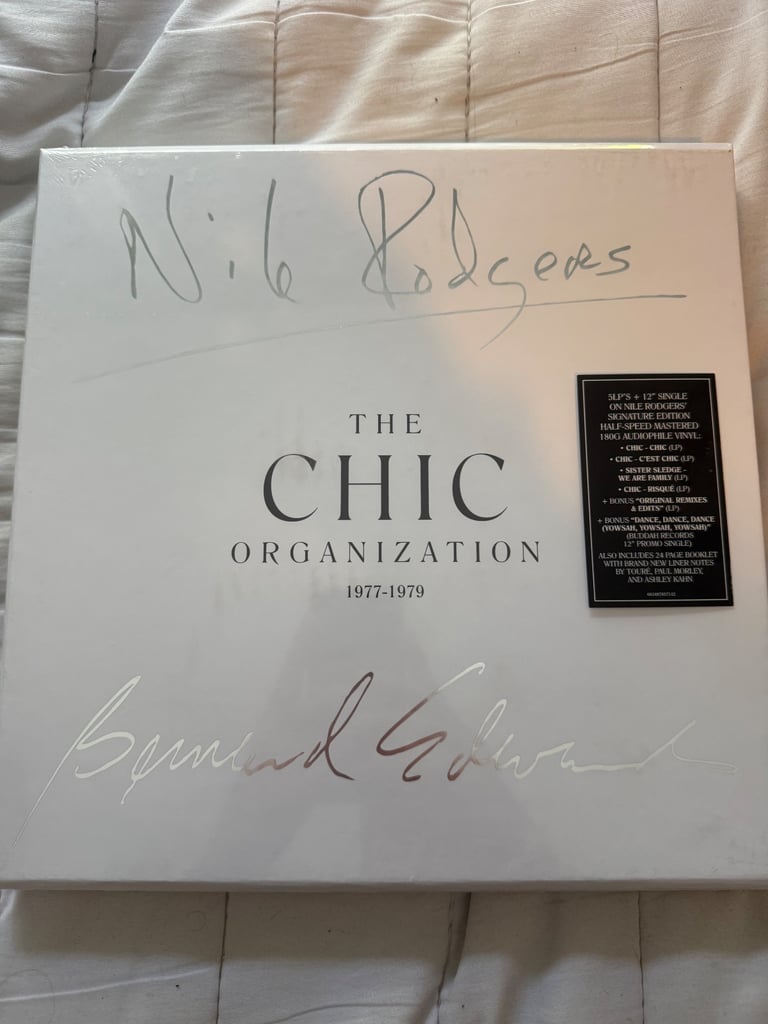 Nile Rodgers
THE
CHIC
ORGANIZATION
1977-1979
5LP'S + 12" SINGLE
ON NILE RODGERS'
SIGNATURE EDITION
HALF-SPEED MASTERED
180G AUDIOPHILE VINYL:
• CHIC - CHIC (LP)
• CHIC - C'EST CHIC (LP)
• SISTER SLEDGE -
WE ARE FAMILY (LP)
• CHIC - RISQUÉ (LP)
+ BONUS "ORIGINAL REMIXES
& EDITS" (LP)
+ BONUS "DANCE, DANCE, DANCE
(YOWSAH, YOWSAH, YOWSAH)"
(BUDDAH RECORDS
12" PROMO SINGLE)
ALSO INCLUDES 24 PAGE BOOKLET
WITH BRAND NEW LINER NOTES
BY TOURÉ, PAUL MORLEY,
AND ASHLEY KAHN
Bernard Edwards